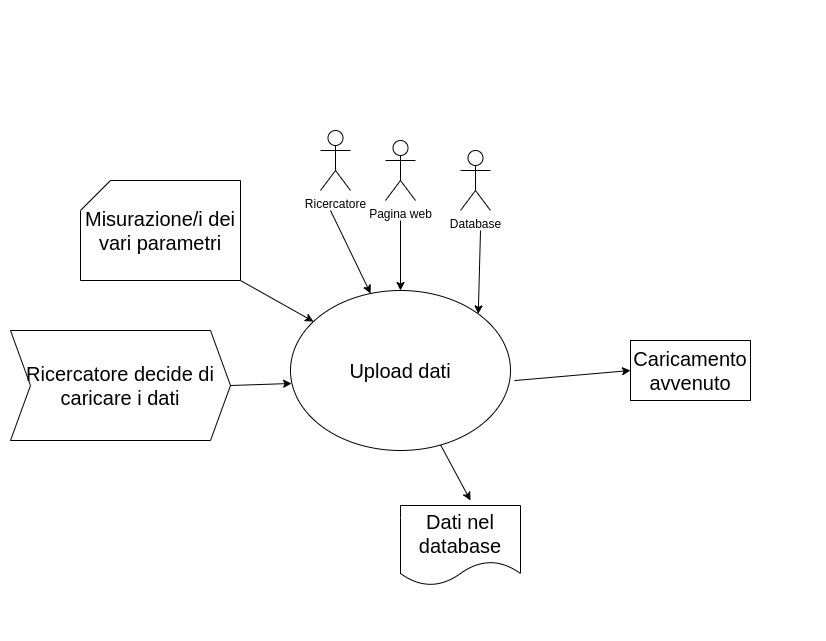 Ricercatore
Pagina web
Database
Misurazione/i dei
vari parametri
Ricercatore decide di
caricare i dati
Upload dati
Caricamento
avvenuto
Dati nel
database